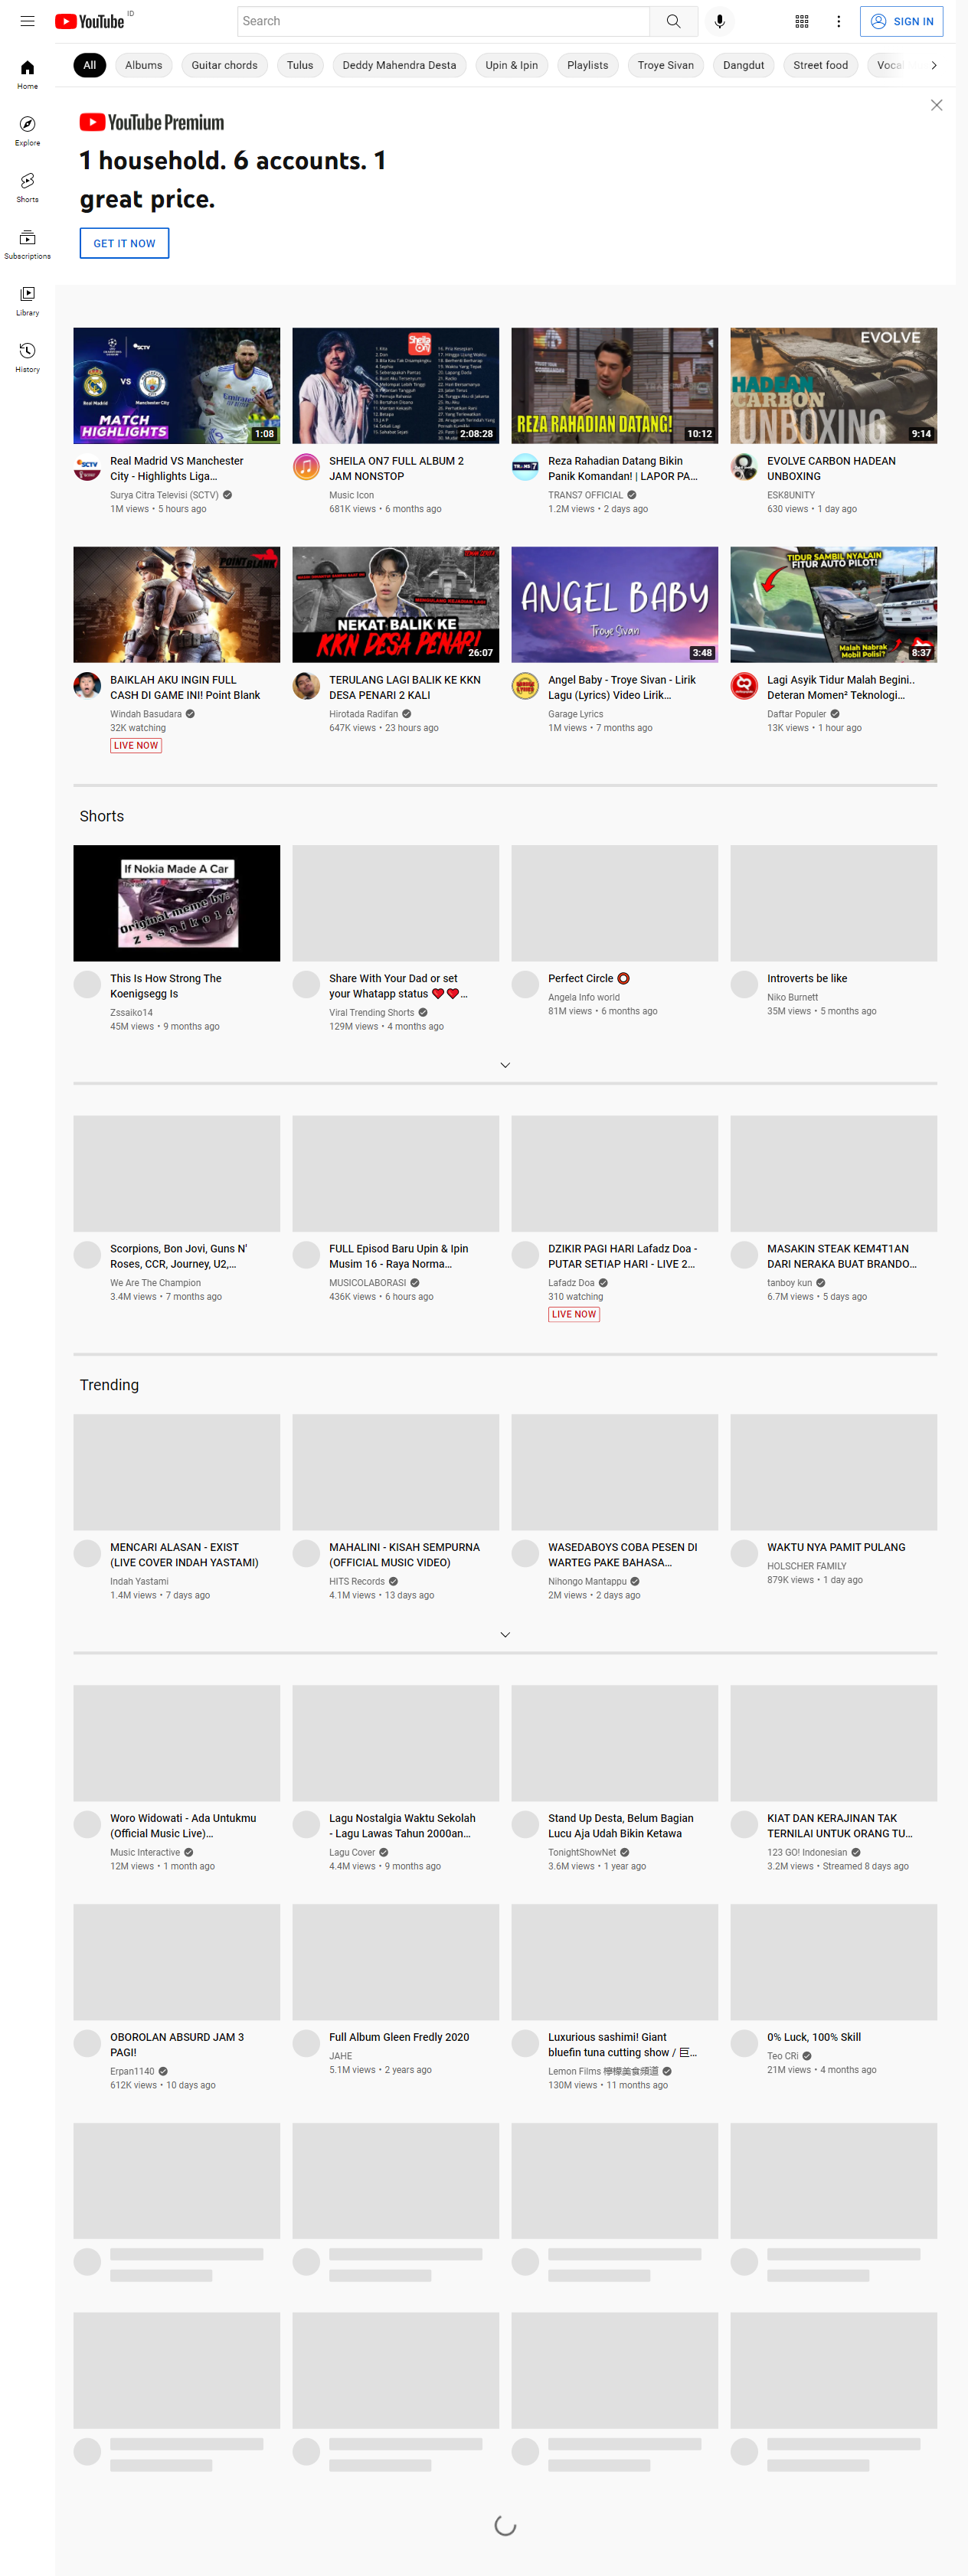 YouTube ID
Search
SIGN IN
Home
Explore
Shorts
Subscriptions
Library
History
All
Albums
Guitar chords
Tulus
Deddy Mahendra Desta
Upin & Ipin
Playlists
Troye Sivan
Dangdut
Street food
YouTube Premium
1 household. 6 accounts. 1
great price.
GET IT NOW
SCTV
Real Madrid
VS
Manchester City
MATCH
HIGHLIGHTS
1:08
Real Madrid VS Manchester
City - Highlights Liga...
Surya Citra Televisi (SCTV)
1M views • 5 hours ago
2:08:28
SHEILA ON7 FULL ALBUM 2
JAM NONSTOP
Music Icon
681K views • 6 months ago
REZA RAHADIAN DATANG!
10:12
Reza Rahadian Datang Bikin
Panik Komandan! | LAPOR PA...
TRANS7 OFFICIAL
1.2M views • 2 days ago
EVOLVE
HADEAN
CARBON
UNBOXING
9:14
EVOLVE CARBON HADEAN
UNBOXING
ESK8UNITY
630 views • 1 day ago
POINT BLANK
BAIKLAH AKU INGIN FULL
CASH DI GAME INI! Point Blank
Windah Basudara
32K watching
LIVE NOW
NEKAT BALIK KE
KKN DESA PENARI
26:07
TERULANG LAGI BALIK KE KKN
DESA PENARI 2 KALI
Hirotada Radifan
647K views • 23 hours ago
ANGEL BABY
Troye Sivan
3:48
Angel Baby - Troye Sivan - Lirik
Lagu (Lyrics) Video Lirik...
Garage Lyrics
1M views • 7 months ago
TIDUR SAMBIL NYALAIN
FITUR AUTO PILOT!
Malah Nabrak
Mobil Polisi?
8:37
Lagi Asyik Tidur Malah Begini..
Deteran Momen² Teknologi...
Daftar Populer
13K views • 1 hour ago
Shorts
If Nokia Made A Car
Original meme by:
Zssaiko14
This Is How Strong The
Koenigsegg Is
Zssaiko14
45M views • 9 months ago
Share With Your Dad or set
your Whatapp status ❤️❤️...
Viral Trending Shorts
129M views • 4 months ago
Perfect Circle ⭕
Angela Info world
81M views • 6 months ago
Introverts be like
Niko Burnett
35M views • 5 months ago
Scorpions, Bon Jovi, Guns N'
Roses, CCR, Journey, U2,...
We Are The Champion
3.4M views • 7 months ago
FULL Episod Baru Upin & Ipin
Musim 16 - Raya Norma...
MUSICOLABORASI
436K views • 6 hours ago
DZIKIR PAGI HARI Lafadz Doa -
PUTAR SETIAP HARI - LIVE 2...
Lafadz Doa
310 watching
LIVE NOW
MASAKIN STEAK KEM4T1AN
DARI NERAKA BUAT BRANDO...
tanboy kun
6.7M views • 5 days ago
Trending
MENCARI ALASAN - EXIST
(LIVE COVER INDAH YASTAMI)
Indah Yastami
1.4M views • 7 days ago
MAHALINI - KISAH SEMPURNA
(OFFICIAL MUSIC VIDEO)
HITS Records
4.1M views • 13 days ago
WASEDABOYS COBA PESEN DI
WARTEG PAKE BAHASA...
Nihongo Mantappu
2M views • 2 days ago
WAKTU NYA PAMIT PULANG
HOLSCHER FAMILY
879K views • 1 day ago
Woro Widowati - Ada Untukmu
(Official Music Live)...
Music Interactive
12M views • 1 month ago
Lagu Nostalgia Waktu Sekolah
- Lagu Lawas Tahun 2000an...
Lagu Cover
4.4M views • 9 months ago
Stand Up Desta, Belum Bagian
Lucu Aja Udah Bikin Ketawa
TonightShowNet
3.6M views • 1 year ago
KIAT DAN KERAJINAN TAK
TERNILAI UNTUK ORANG TU...
123 GO! Indonesian
3.2M views • Streamed 8 days ago
OBOROLAN ABSURD JAM 3
PAGI!
Erpan1140
612K views • 10 days ago
Full Album Gleen Fredly 2020
JAHE
5.1M views • 2 years ago
Luxurious sashimi! Giant
bluefin tuna cutting show / 巨...
Lemon Films 檸檬美食頻道
130M views • 11 months ago
0% Luck, 100% Skill
Teo CRi
21M views • 4 months ago